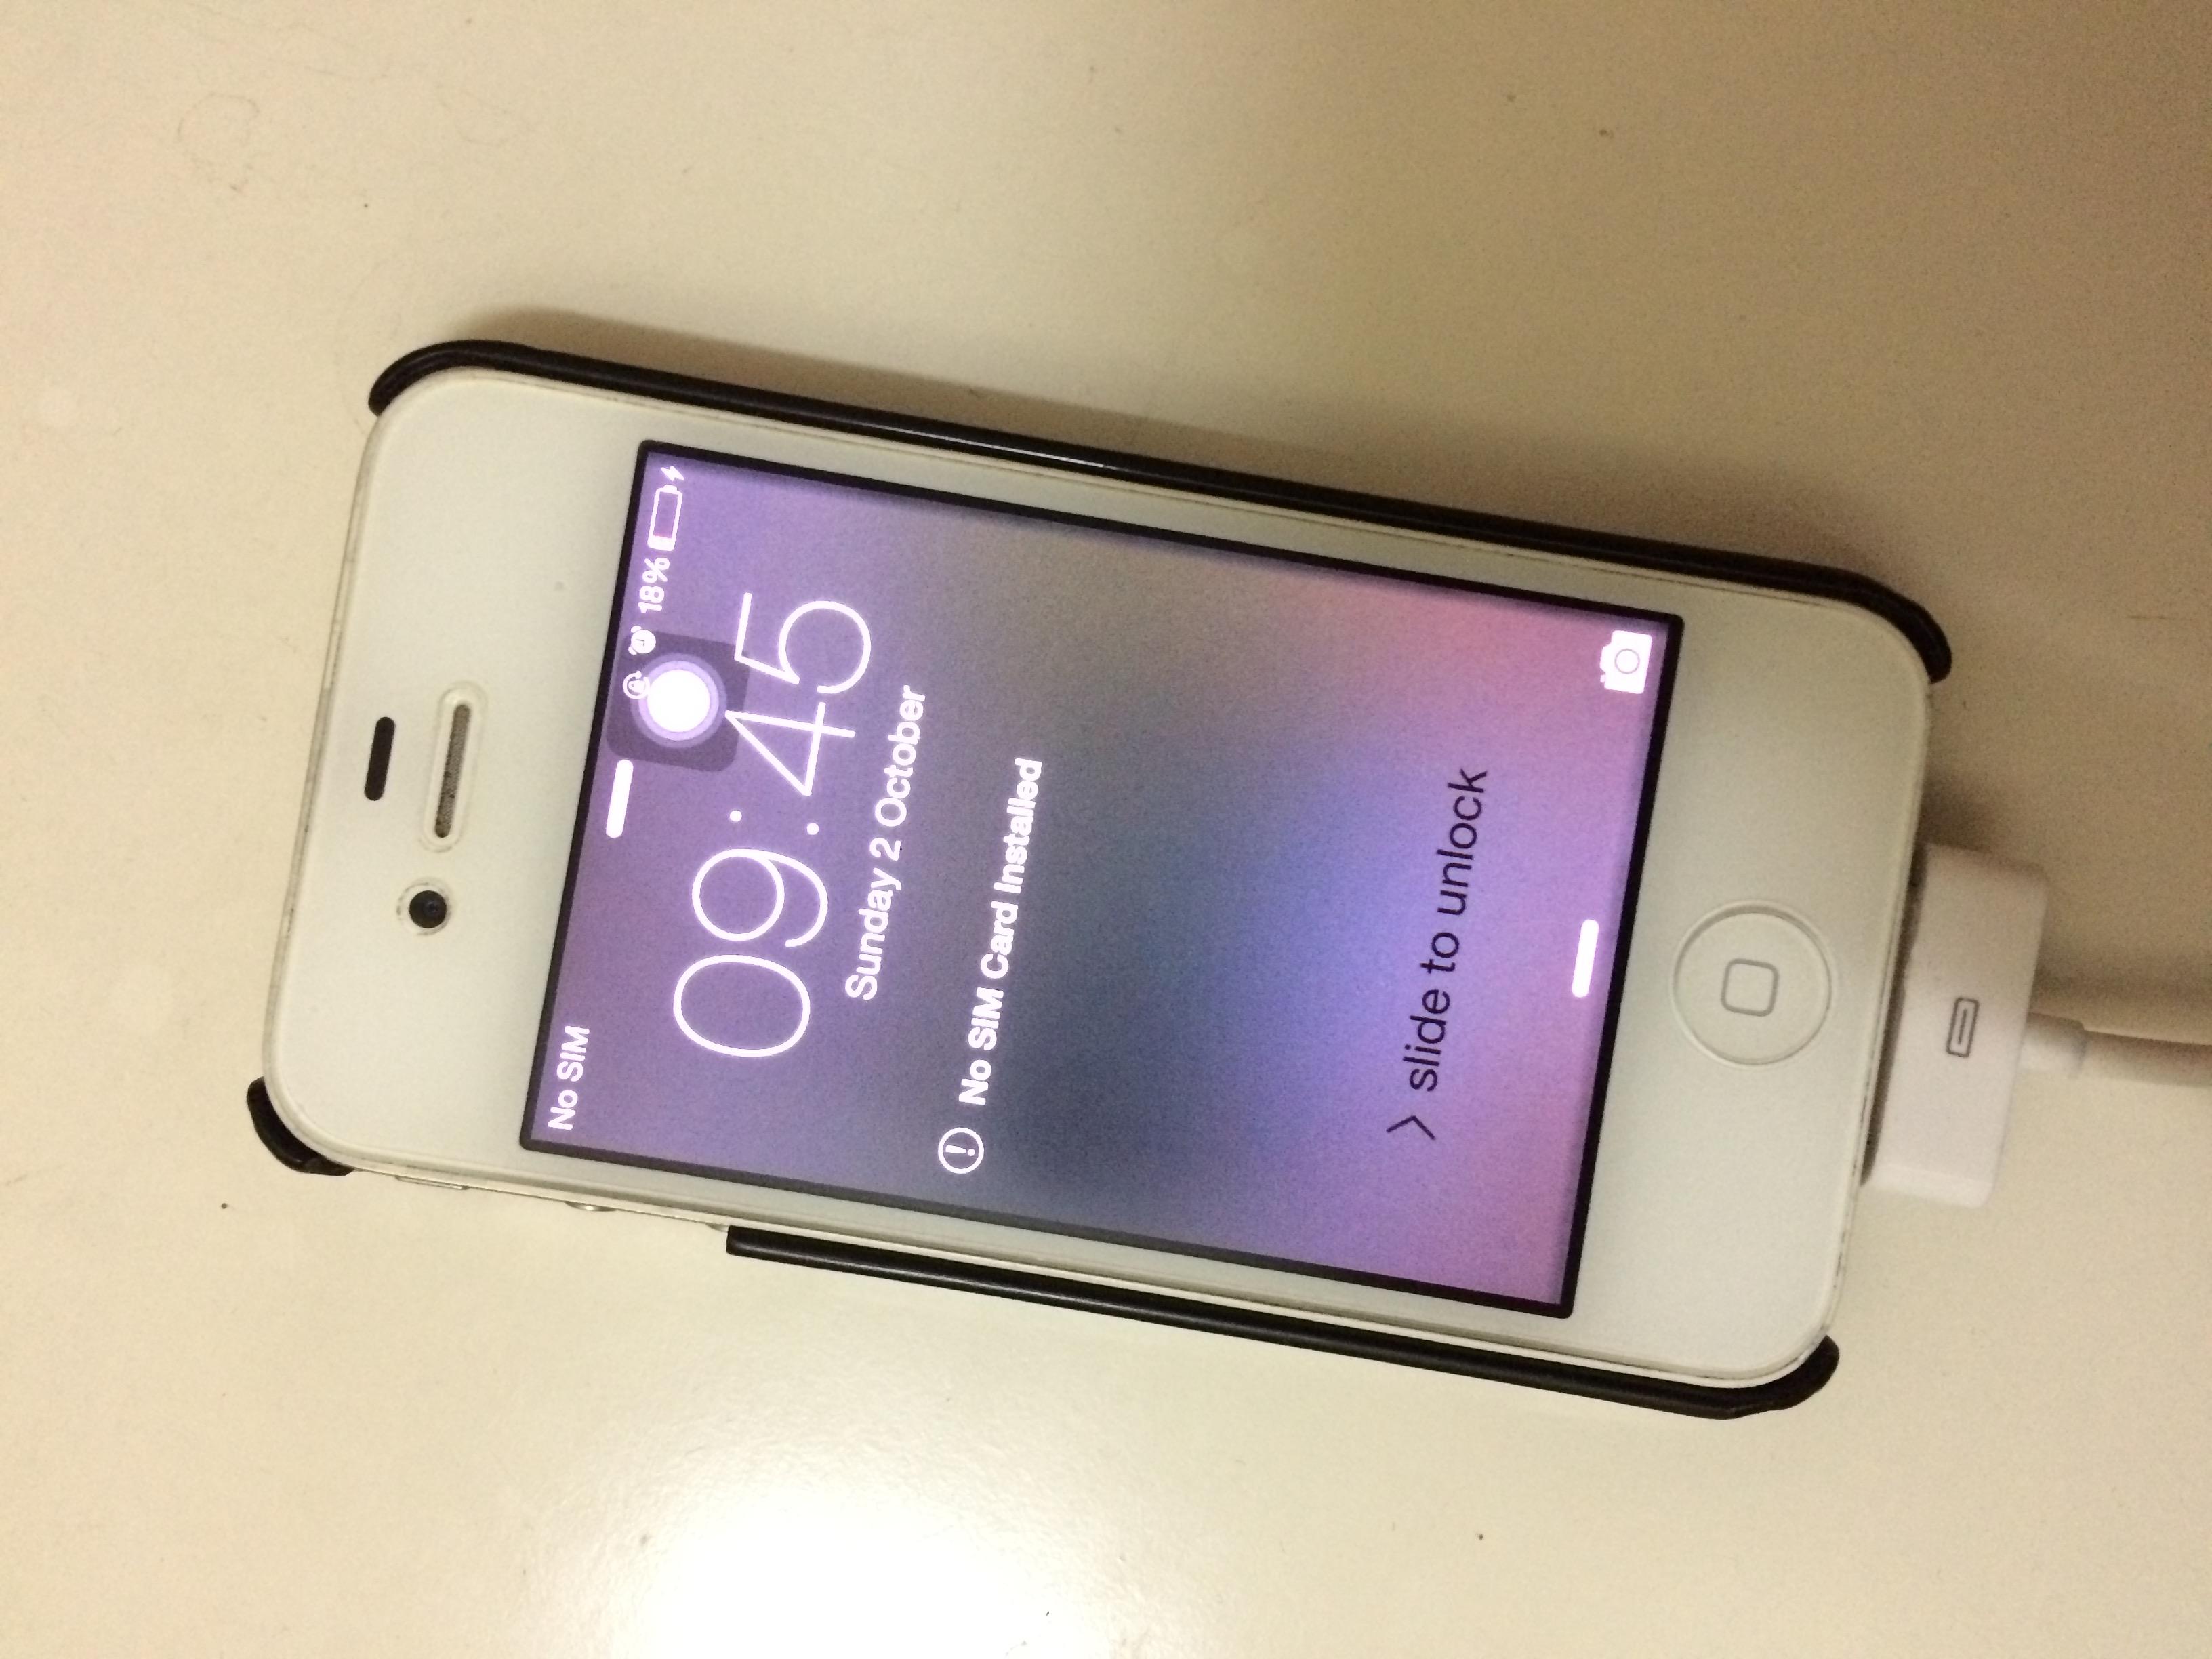 No SIM 18%
09:45
Sunday 2 October
No SIM Card Installed
> slide to unlock